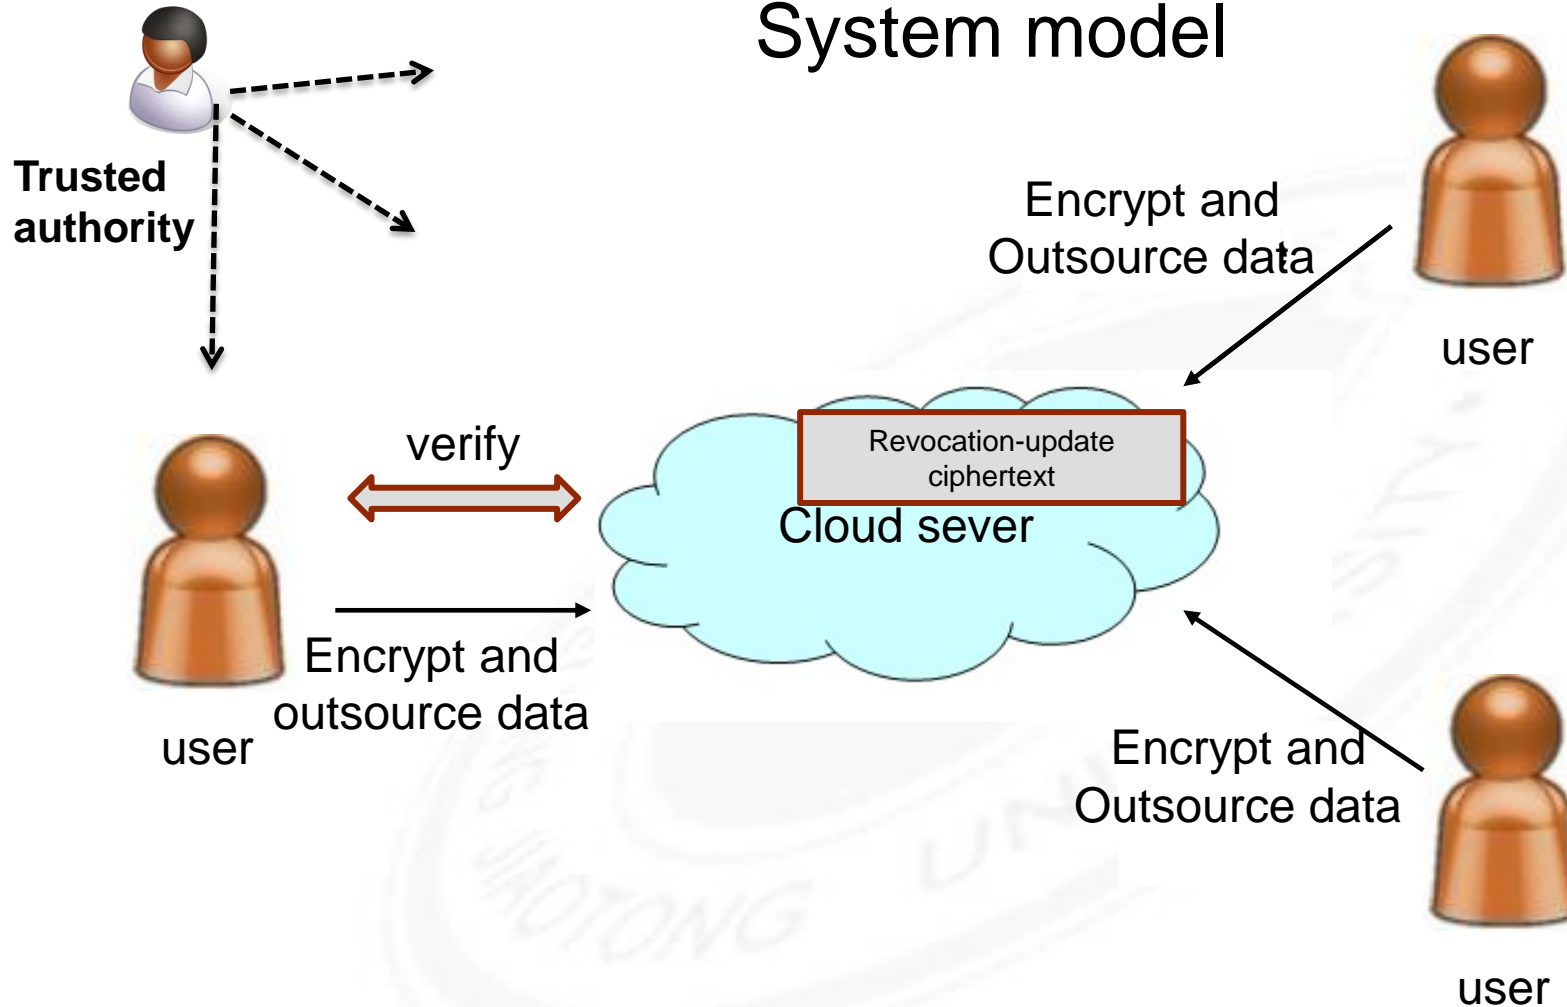 System model
Trusted
authority
Encrypt and
Outsource data
user
verify
Revocation-update
ciphertext
Cloud sever
Encrypt and
outsource data
user
Encrypt and
Outsource data
user
JIAOTONG